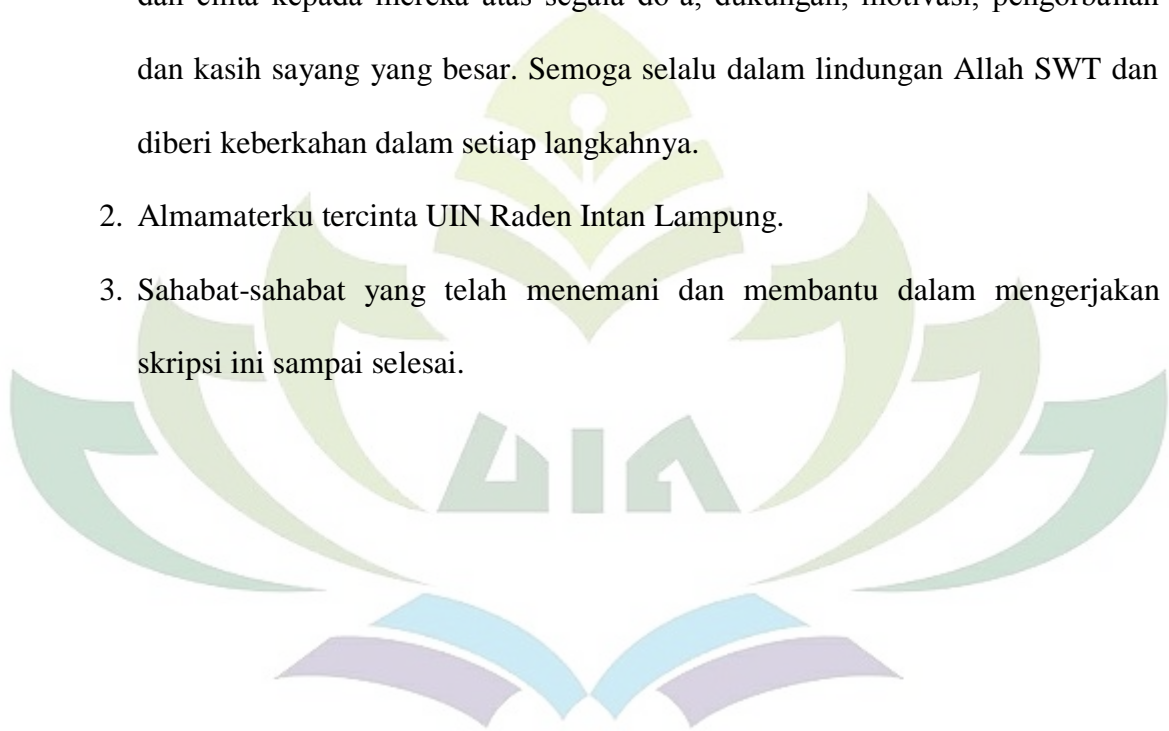 dan cinta kepada mereka atas segala do'a, dukungan, motivasi, pengorbanan
dan kasih sayang yang besar. Semoga selalu dalam lindungan Allah SWT dan
diberi keberkahan dalam setiap langkahnya.
2. Almamaterku tercinta UIN Raden Intan Lampung.
3. Sahabat-sahabat yang telah menemani dan membantu dalam mengerjakan
skripsi ini sampai selesai.
UIN